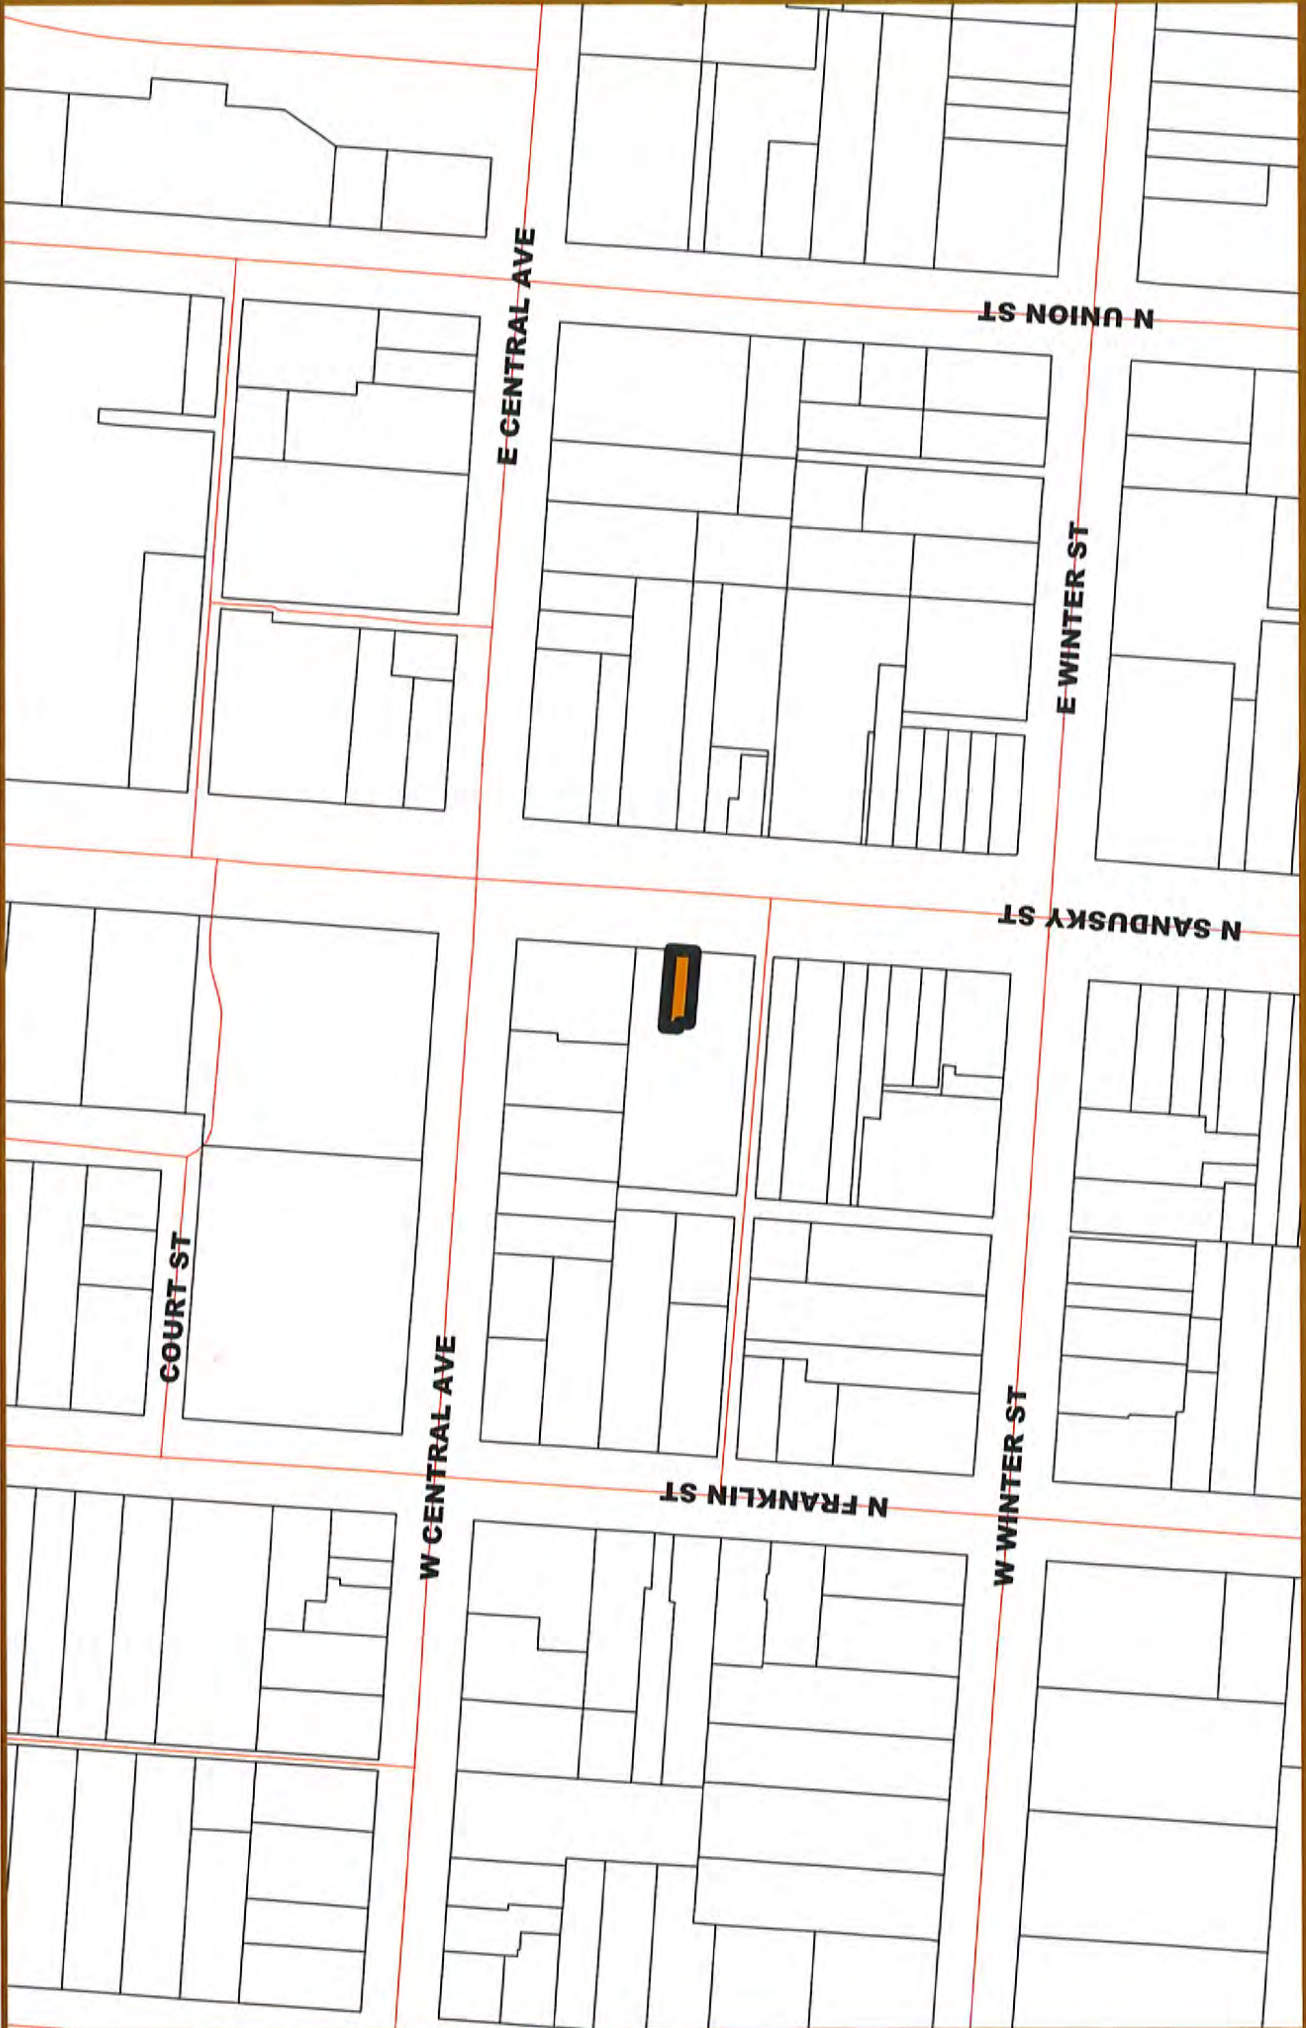 E CENTRAL AVE
N UNION ST
E WINTER ST
N SANDUSKY ST
COURT ST
W CENTRAL AVE
W WINTER ST
N FRANKLIN ST